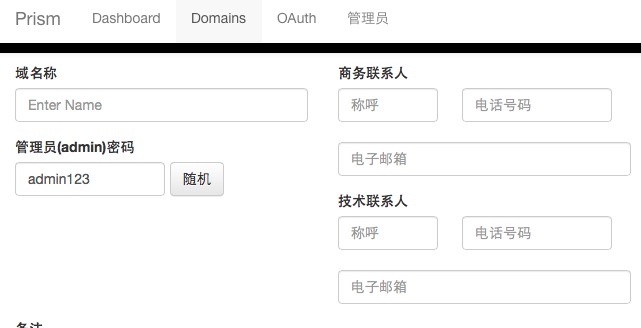 Prism Dashboard Domains OAuth 管理员
域名称
Enter Name
管理员(admin)密码
admin123 随机
商务联系人
称呼 电话号码
电子邮箱
技术联系人
称呼 电话号码
电子邮箱
备注